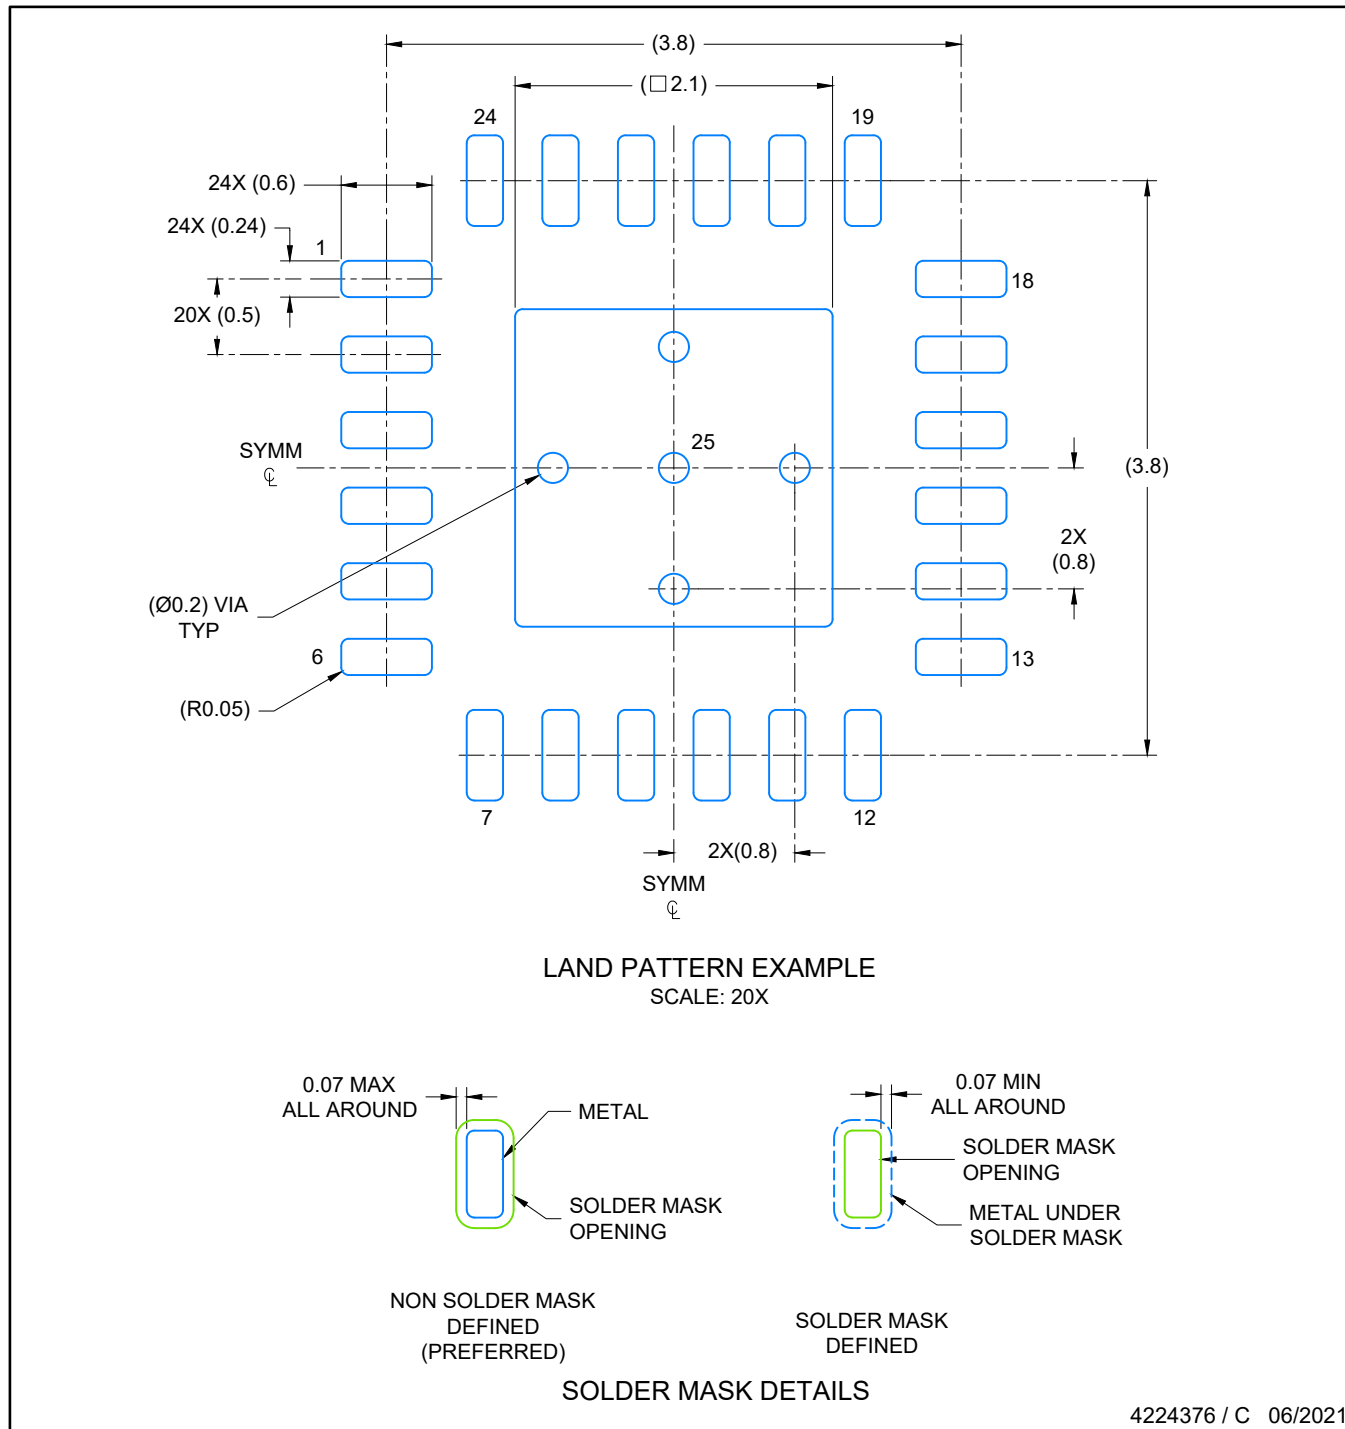 (3.8)
(□2.1)
24
19
24X (0.6)
24X (0.24)
1
18
20X (0.5)
25
SYMM
℄
(3.8)
2X
(0.8)
(Ø0.2) VIA
TYP
6
13
(R0.05)
7
12
2X(0.8)
SYMM
℄
LAND PATTERN EXAMPLE
SCALE: 20X
0.07 MAX
ALL AROUND
METAL
SOLDER MASK
OPENING
0.07 MIN
ALL AROUND
SOLDER MASK
OPENING
METAL UNDER
SOLDER MASK
NON SOLDER MASK
DEFINED
(PREFERRED)
SOLDER MASK
DEFINED
SOLDER MASK DETAILS
4224376 / C 06/2021